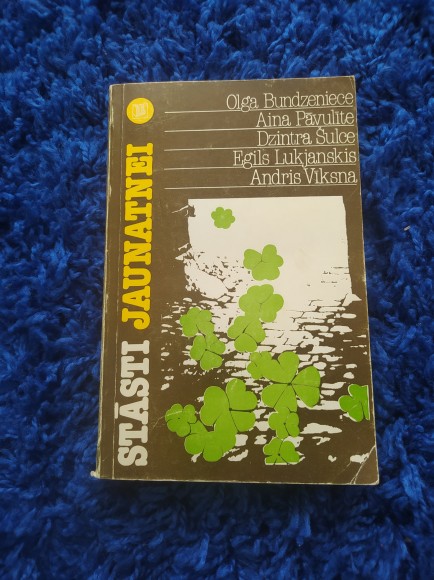 Olga Bundzeniece
Aina Pāvulīte
Dzintra Šulce
Egils Lukjanskis
Andris Vīksna
STĀSTI JAUNATNEI